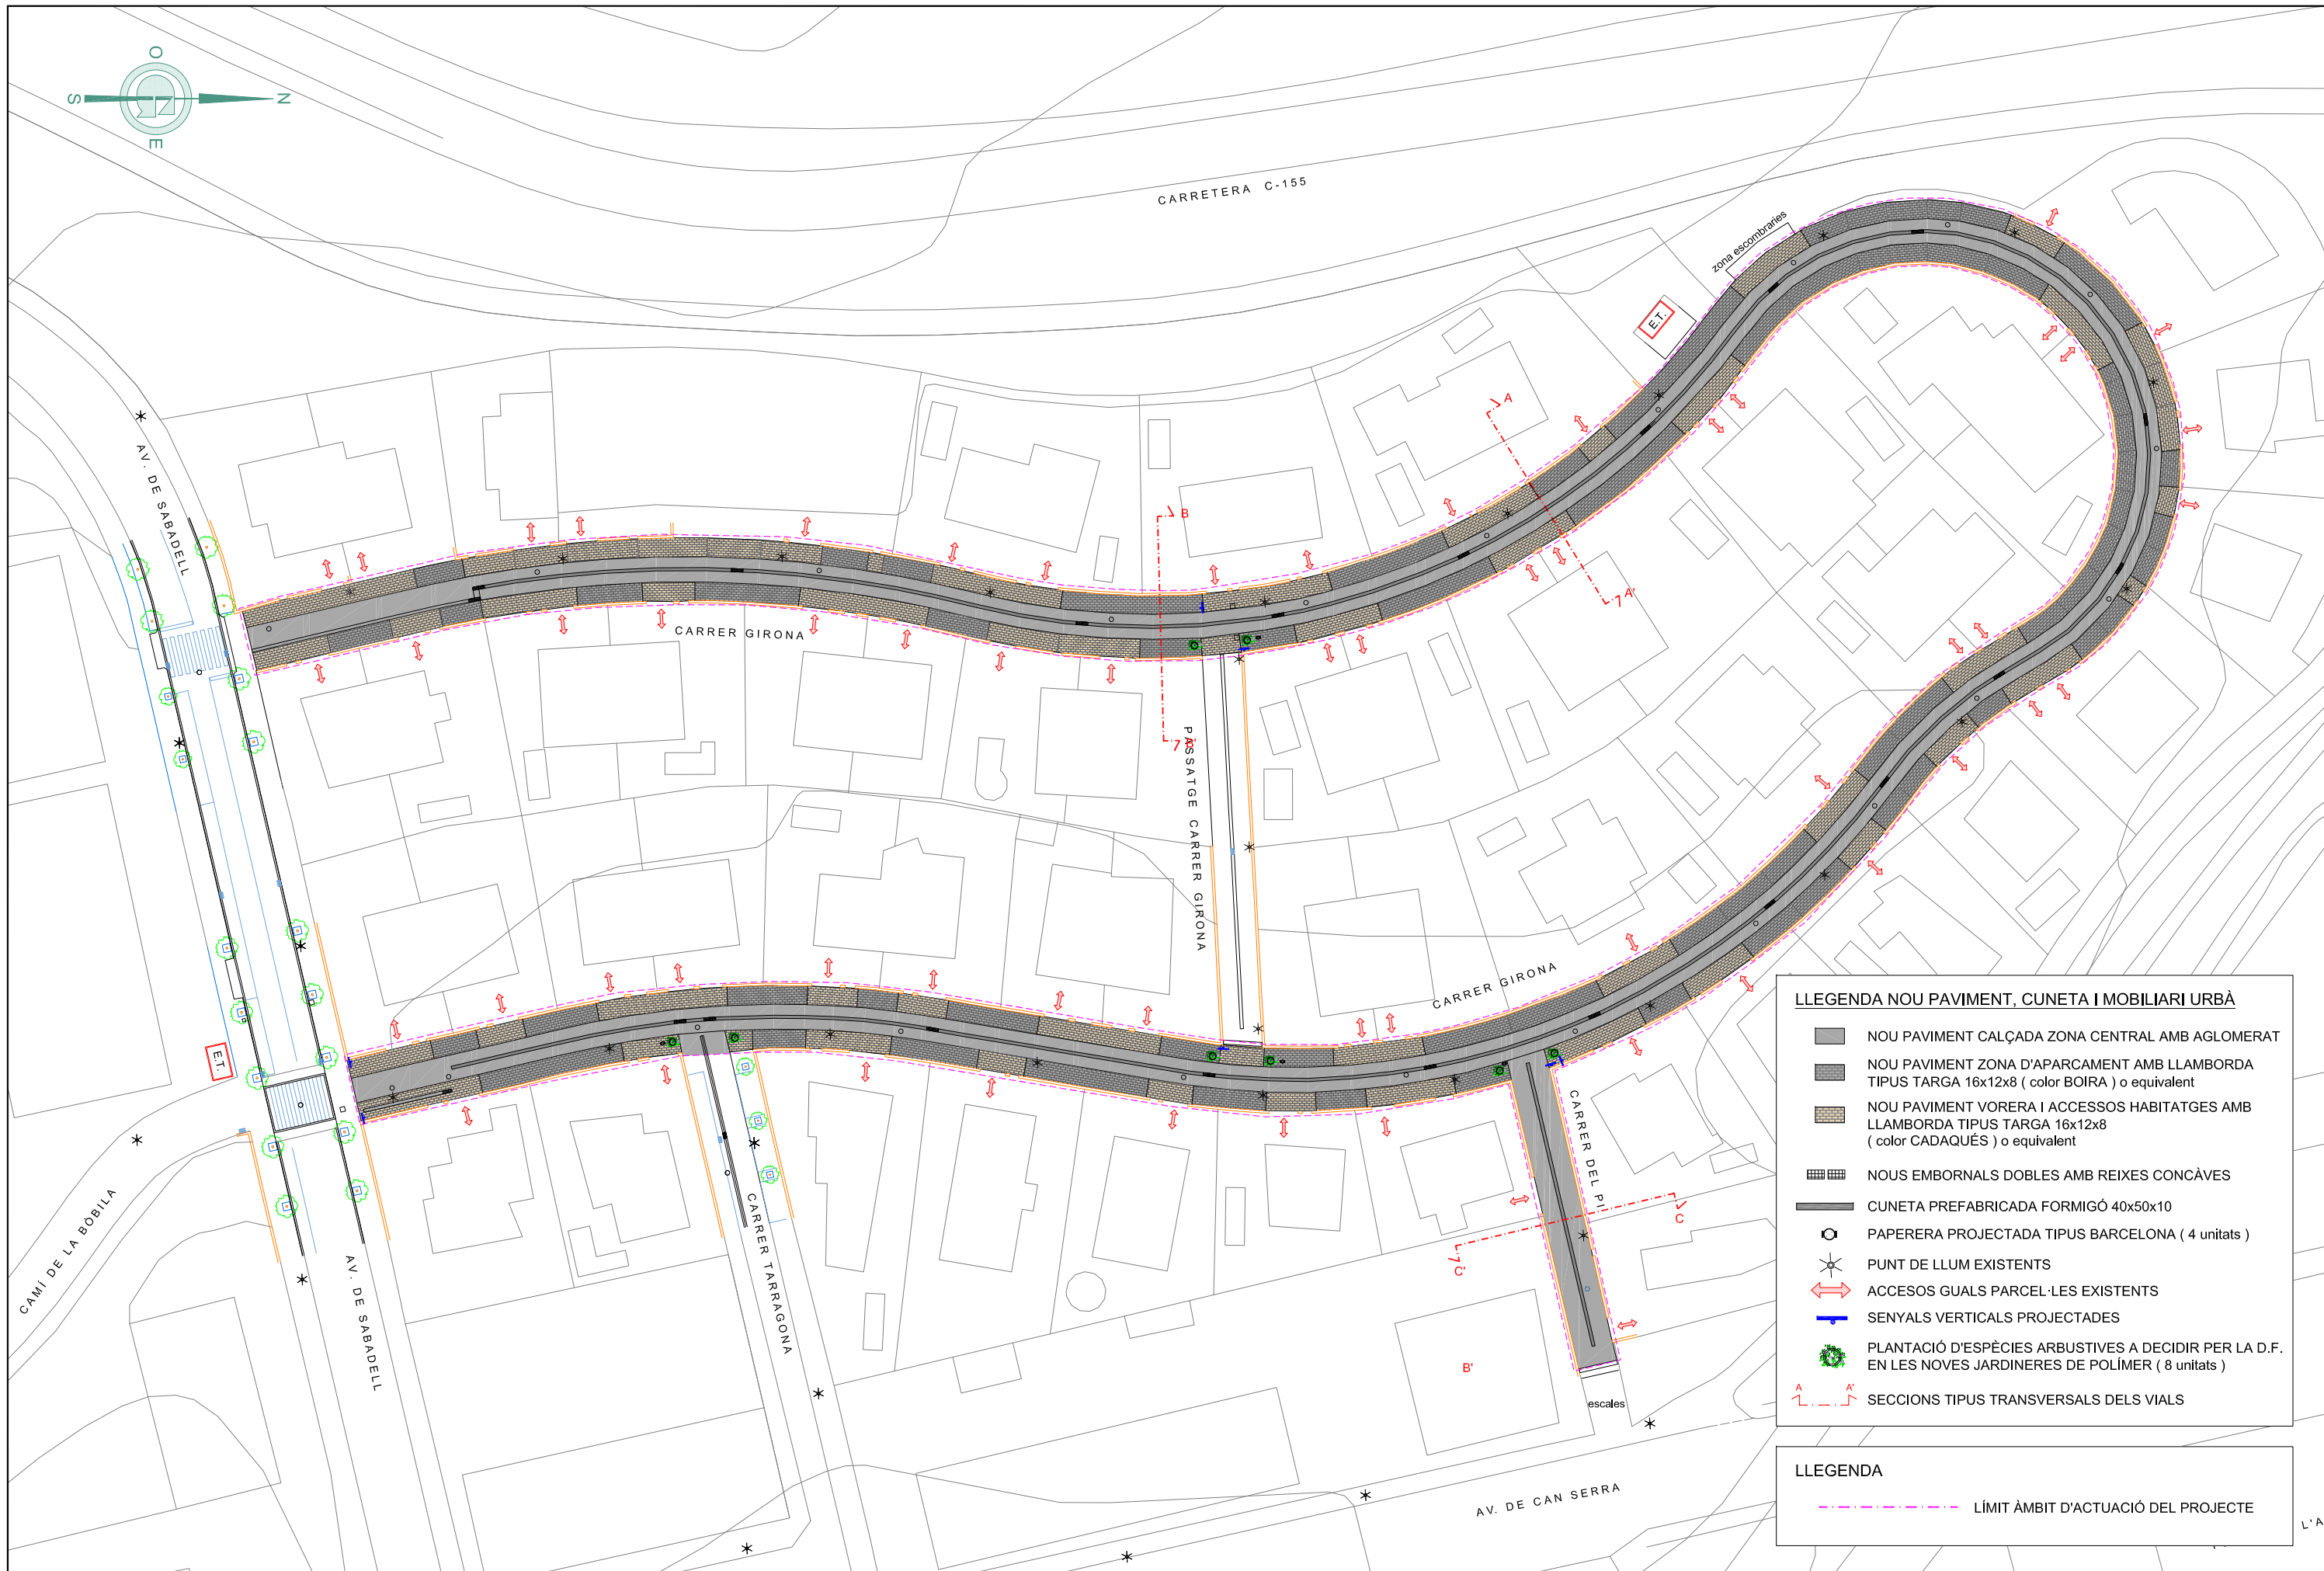 O
S
N
E
CARRETERA C-155
zona escombraries
E.T.
AV. DE SABADELL
A
A'
B
CARRER GIRONA
PASSATGE CARRER GIRONA
CARRER GIRONA
E.T.
CAMÍ DE LA BÒBILA
AV. DE SABADELL
CARRER TARRAGONA
CARRER DEL PI
C
C'
B'
escales
AV. DE CAN SERRA
LLEGENDA NOU PAVIMENT, CUNETA I MOBILIARI URBÀ
NOU PAVIMENT CALÇADA ZONA CENTRAL AMB AGLOMERAT
NOU PAVIMENT ZONA D'APARCAMENT AMB LLAMBORDA
TIPUS TARGA 16x12x8 ( color BOIRA ) o equivalent
NOU PAVIMENT VORERA I ACCESSOS HABITATGES AMB
LLAMBORDA TIPUS TARGA 16x12x8
( color CADAQUÉS ) o equivalent
NOUS EMBORNALS DOBLES AMB REIXES CONCÀVES
CUNETA PREFABRICADA FORMIGÓ 40x50x10
PAPERERA PROJECTADA TIPUS BARCELONA ( 4 unitats )
PUNT DE LLUM EXISTENTS
ACCESOS GUALS PARCEL·LES EXISTENTS
SENYALS VERTICALS PROJECTADES
PLANTACIÓ D'ESPÈCIES ARBUSTIVES A DECIDIR PER LA D.F.
EN LES NOVES JARDINERES DE POLÍMER ( 8 unitats )
A A'
SECCIONS TIPUS TRANSVERSALS DELS VIALS
LLEGENDA
LÍMIT ÀMBIT D'ACTUACIÓ DEL PROJECTE